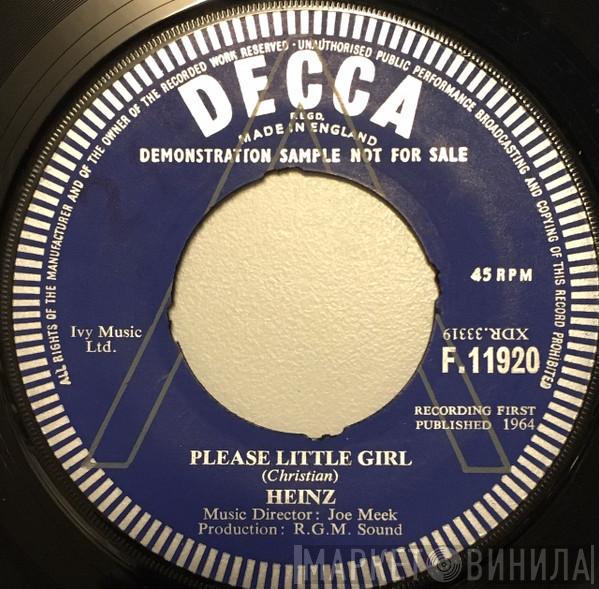 ALL RIGHTS OF THE MANUFACTURER AND OF THE OWNER OF THE RECORDED WORK RESERVED · UNAUTHORISED PUBLIC PERFORMANCE BROADCASTING AND COPYING OF THIS RECORD PROHIBITED
DECCA
REGD.
MADE IN ENGLAND
DEMONSTRATION SAMPLE NOT FOR SALE
A
45 RPM
Ivy Music
Ltd.
XDR.33319
F.11920
RECORDING FIRST
PUBLISHED 1964
PLEASE LITTLE GIRL
(Christian)
HEINZ
Music Director : Joe Meek
Production : R.G.M. Sound
МАРКЕТ ВИНИЛА